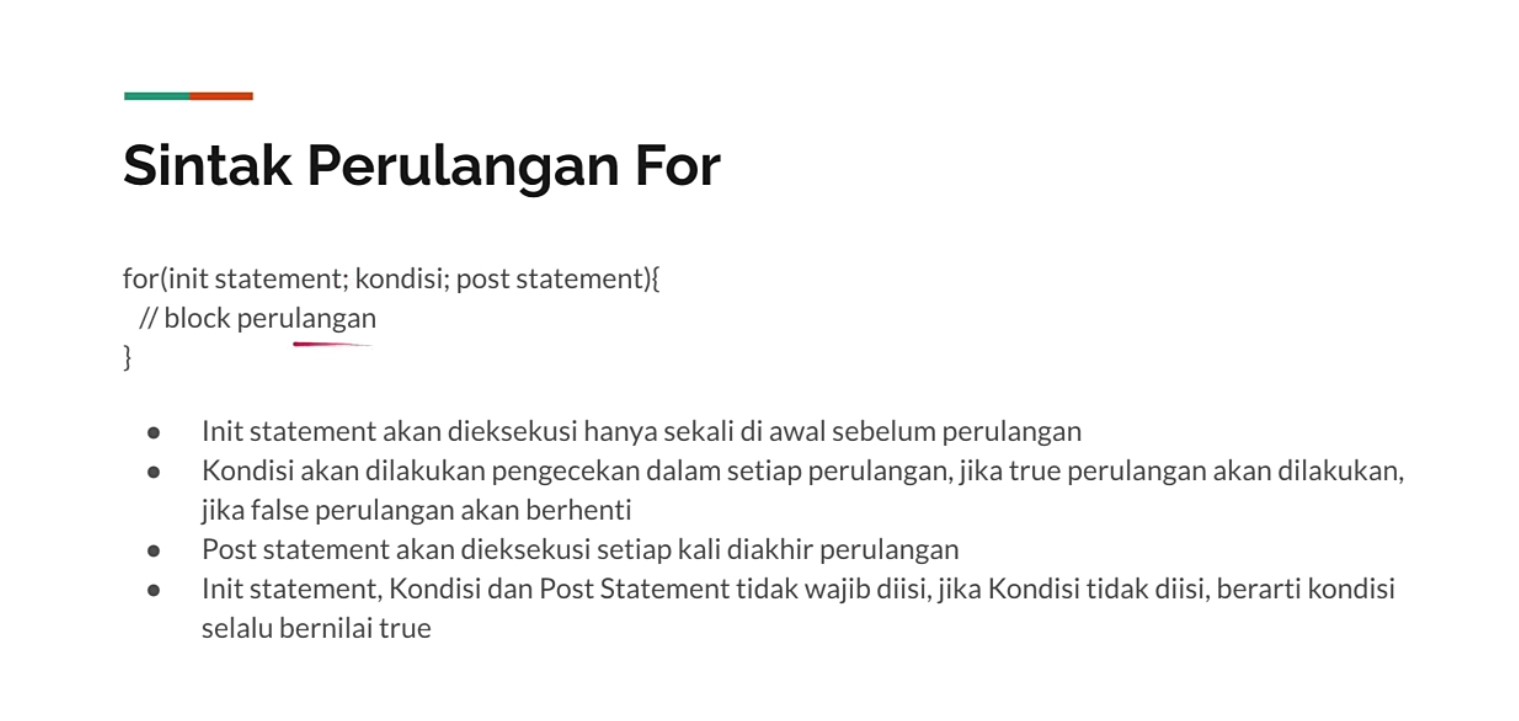 Sintak Perulangan For
for(init statement; kondisi; post statement){
// block perulangan
}
● Init statement akan dieksekusi hanya sekali di awal sebelum perulangan
● Kondisi akan dilakukan pengecekan dalam setiap perulangan, jika true perulangan akan dilakukan,
jika false perulangan akan berhenti
● Post statement akan dieksekusi setiap kali diakhir perulangan
● Init statement, Kondisi dan Post Statement tidak wajib diisi, jika Kondisi tidak diisi, berarti kondisi
selalu bernilai true